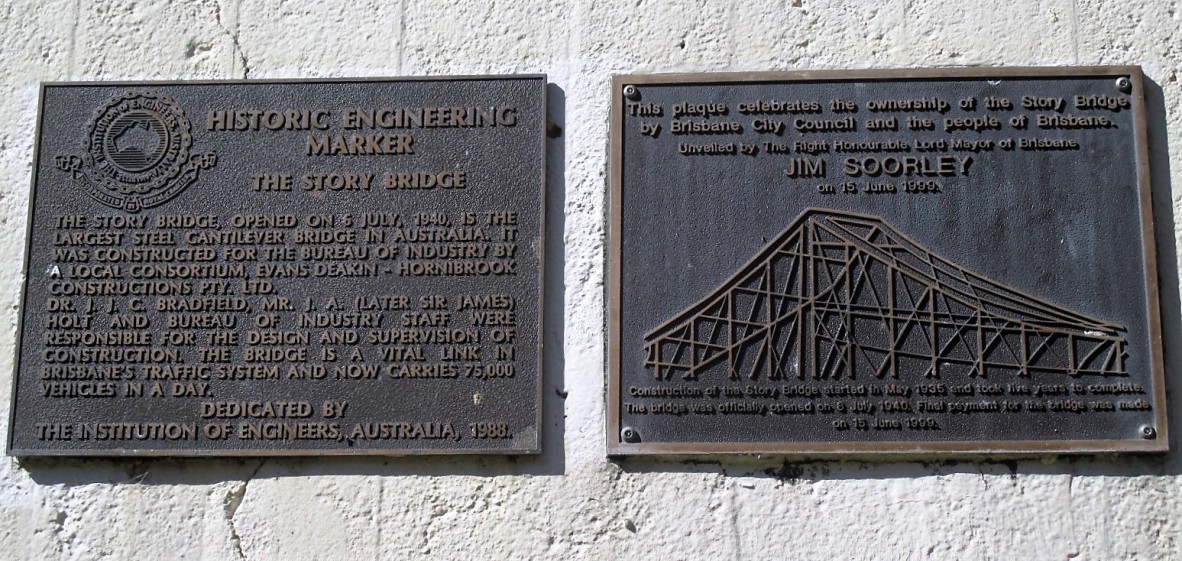 HISTORIC ENGINEERING
MARKER
THE STORY BRIDGE
THE STORY BRIDGE, OPENED ON 6 JULY, 1940, IS THE
LARGEST STEEL CANTILEVER BRIDGE IN AUSTRALIA. IT
WAS CONSTRUCTED FOR THE BUREAU OF INDUSTRY BY
A LOCAL CONSORTIUM, EVANS DEAKIN - HORNIBROOK
CONSTRUCTIONS PTY. LTD.
DR. J. J. C. BRADFIELD, MR. J. A. (LATER SIR JAMES)
HOLT AND BUREAU OF INDUSTRY STAFF WERE
RESPONSIBLE FOR THE DESIGN AND SUPERVISION OF
CONSTRUCTION. THE BRIDGE IS A VITAL LINK IN
BRISBANE'S TRAFFIC SYSTEM AND NOW CARRIES 75,000
VEHICLES IN A DAY.
DEDICATED BY
THE INSTITUTION OF ENGINEERS, AUSTRALIA, 1988.
This plaque celebrates the ownership of the Story Bridge
by Brisbane City Council and the people of Brisbane.
Unveiled by The Right Honourable Lord Mayor of Brisbane
JIM SOORLEY
on 15 June 1999.
Construction of the Story Bridge started in May 1935 and took five years to complete.
The bridge was officially opened on 6 July 1940. Final payment for the bridge was made
on 15 June 1999.